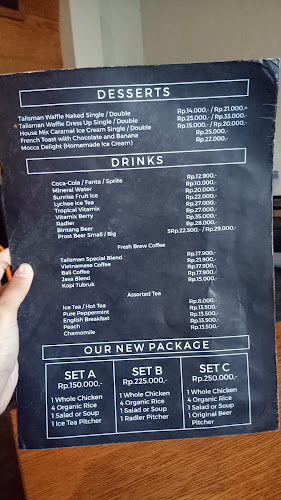 DESSERTS
Talisman Waffle Naked Single / Double Rp.14.000,- / Rp.21.000,-
Talisman Waffle Dress Up Single / Double Rp.25.000,- / Rp.33.000,-
House Mix Caramel Ice Cream Single / Double Rp.15.000,- / Rp.20.000,-
French Toast with Chocolate and Banana Rp.25.000,-
Mocca Delight (Homemade Ice Cream) Rp.22.000,-
DRINKS
Coca-Cola / Fanta / Sprite Rp.12.900,-
Mineral Water Rp.10.000,-
Sunrise Fruit Ice Rp.20.000,-
Lychee Ice Tea Rp.22.000,-
Tropical Vitamix Rp.27.000,-
Vitamix Berry Rp.27.000,-
Radler Rp.35.000,-
Bintang Beer Rp.28.000,-
Prost Beer Small / Big Rp.22.500,- / Rp.29.000,-
Fresh Brew Coffee
Talisman Special Blend Rp.17.900,-
Vietnamese Coffee Rp.21.900,-
Bali Coffee Rp.17.900,-
Java Blend Rp.17.900,-
Kopi Tubruk Rp.15.000,-
Assorted Tea
Ice Tea / Hot Tea Rp.8.000,-
Pure Peppermint Rp.13.500,-
English Breakfast Rp.13.500,-
Peach Rp.13.500,-
Chamomile Rp.13.500,-
OUR NEW PACKAGE
SET A
Rp.150.000,-
1 Whole Chicken
4 Organic Rice
1 Salad or Soup
1 Ice Tea Pitcher
SET B
Rp.225.000,-
1 Whole Chicken
4 Organic Rice
1 Salad or Soup
1 Radler Pitcher
SET C
Rp.250.000,-
1 Whole Chicken
4 Organic Rice
1 Salad or Soup
1 Original Beer
Pitcher